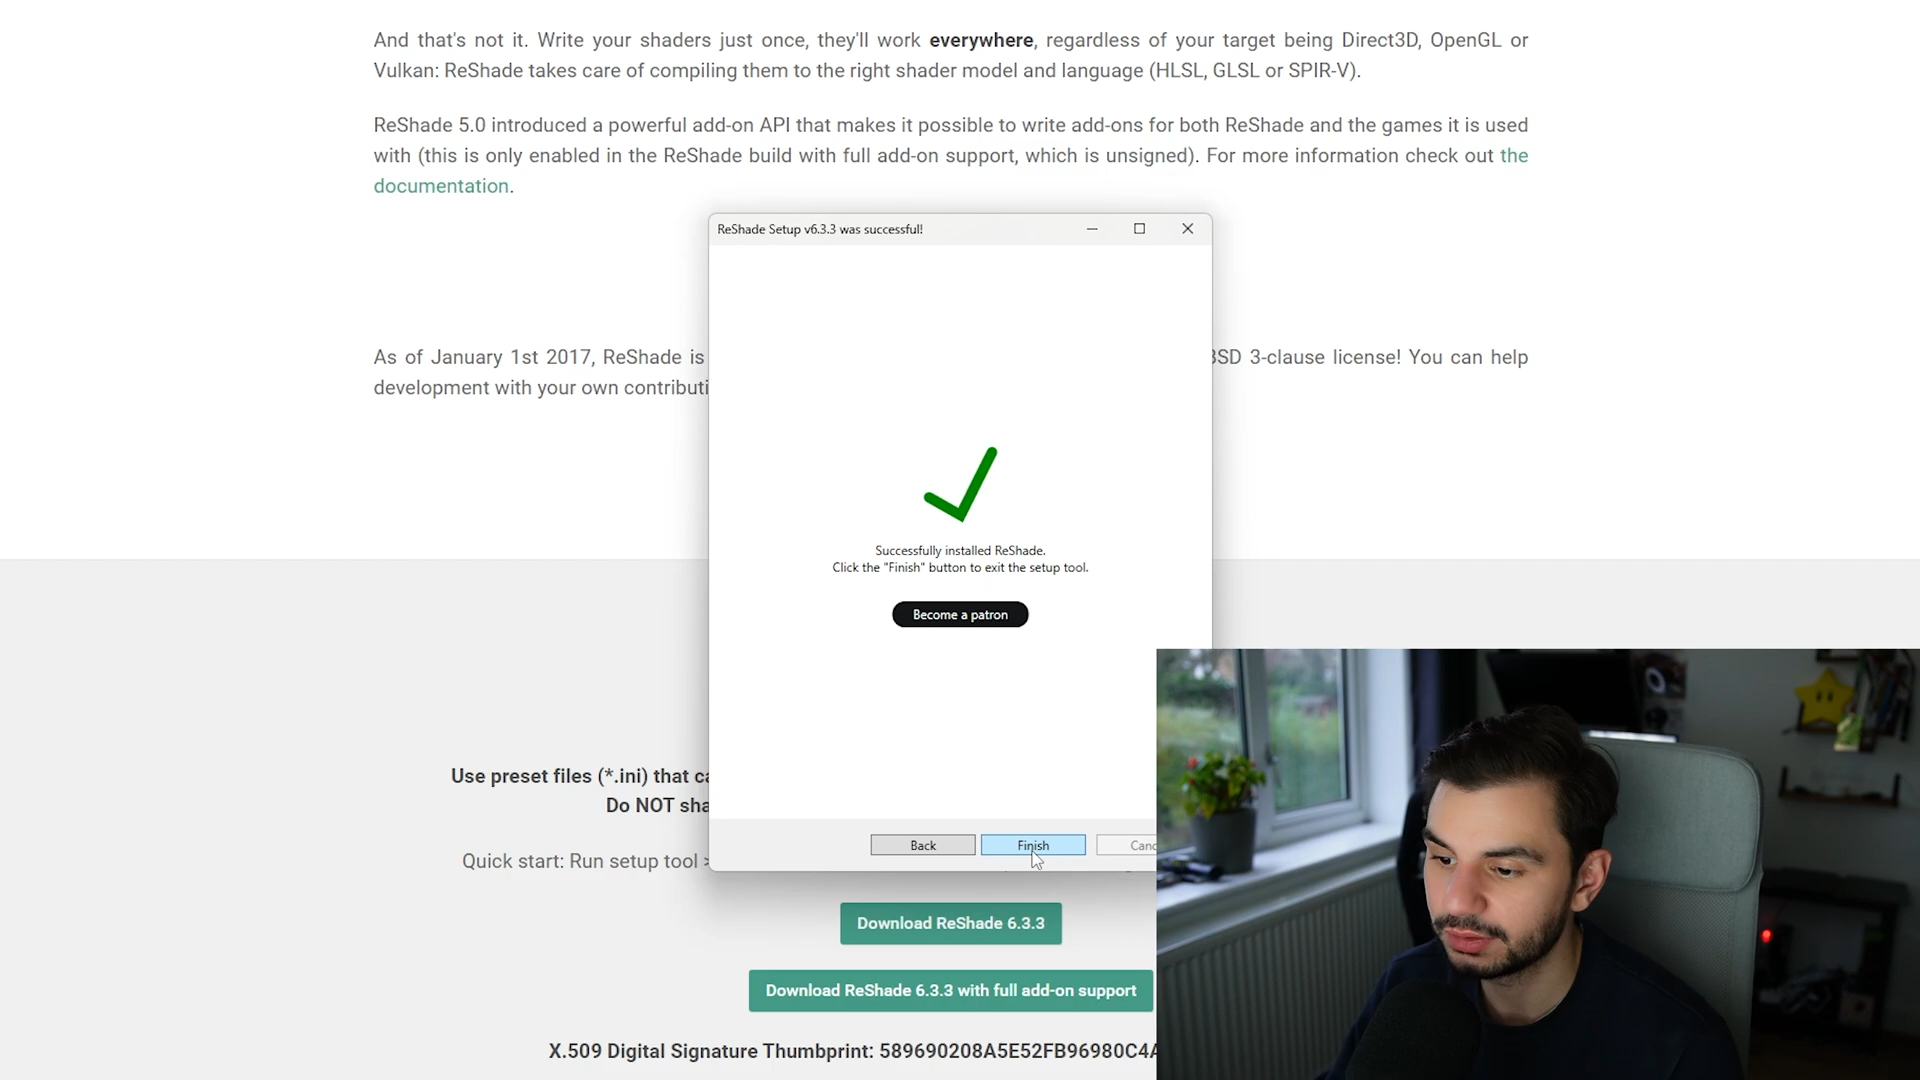 And that's not it. Write your shaders just once, they'll work everywhere, regardless of your target being Direct3D, OpenGL or
Vulkan: ReShade takes care of compiling them to the right shader model and language (HLSL, GLSL or SPIR-V).
ReShade 5.0 introduced a powerful add-on API that makes it possible to write add-ons for both ReShade and the games it is used
with (this is only enabled in the ReShade build with full add-on support, which is unsigned). For more information check out the
documentation.
ReShade Setup v6.3.3 was successful!
As of January 1st 2017, ReShade is
BSD 3-clause license! You can help
development with your own contributi
Successfully installed ReShade.
Click the "Finish" button to exit the setup tool.
Become a patron
Use preset files (*.ini) that ca
Do NOT sha
Back
Finish
Canc
Quick start: Run setup tool >
Download ReShade 6.3.3
Download ReShade 6.3.3 with full add-on support
X.509 Digital Signature Thumbprint: 589690208A5E52FB96980C4A